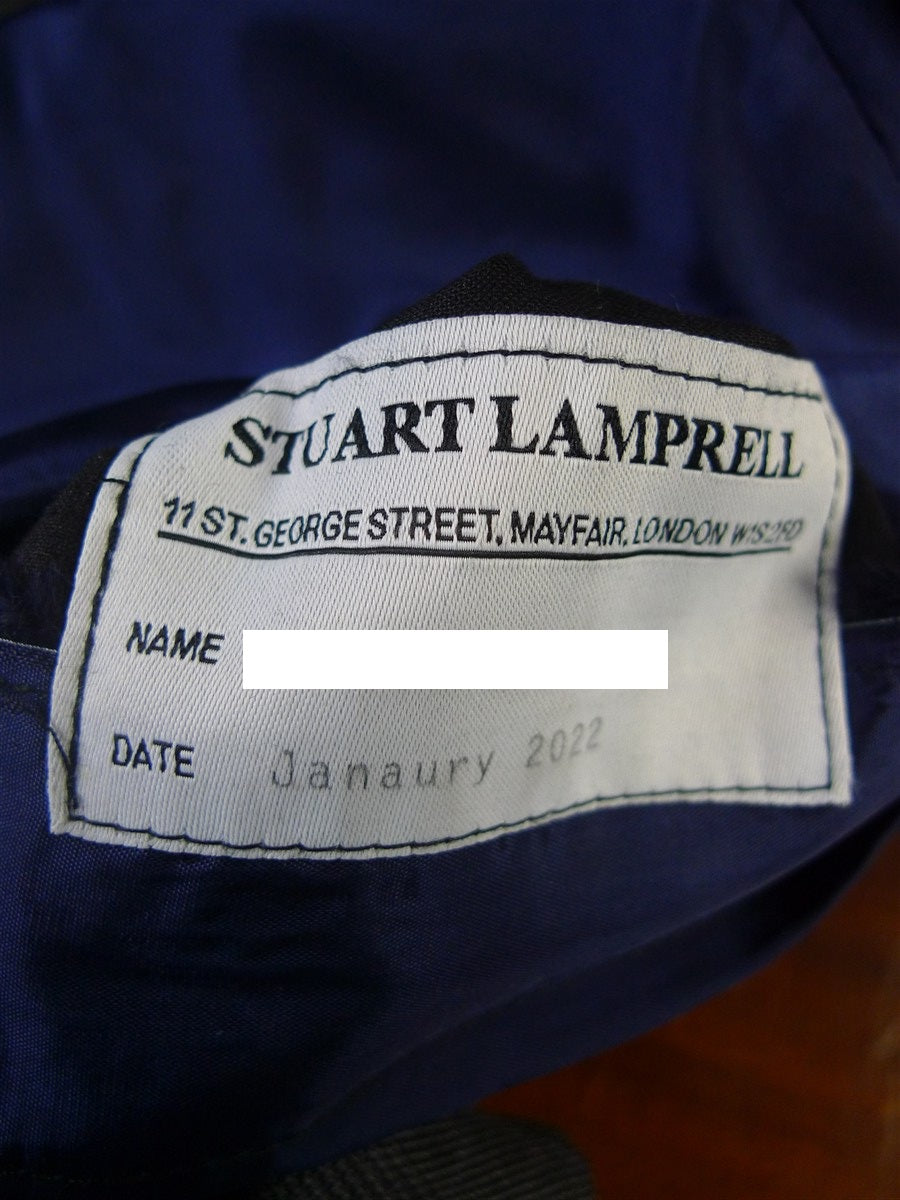 STUART LAMPRELL
11 ST. GEORGE STREET, MAYFAIR, LONDON W1S2FD
NAME
DATE Janaury 2022